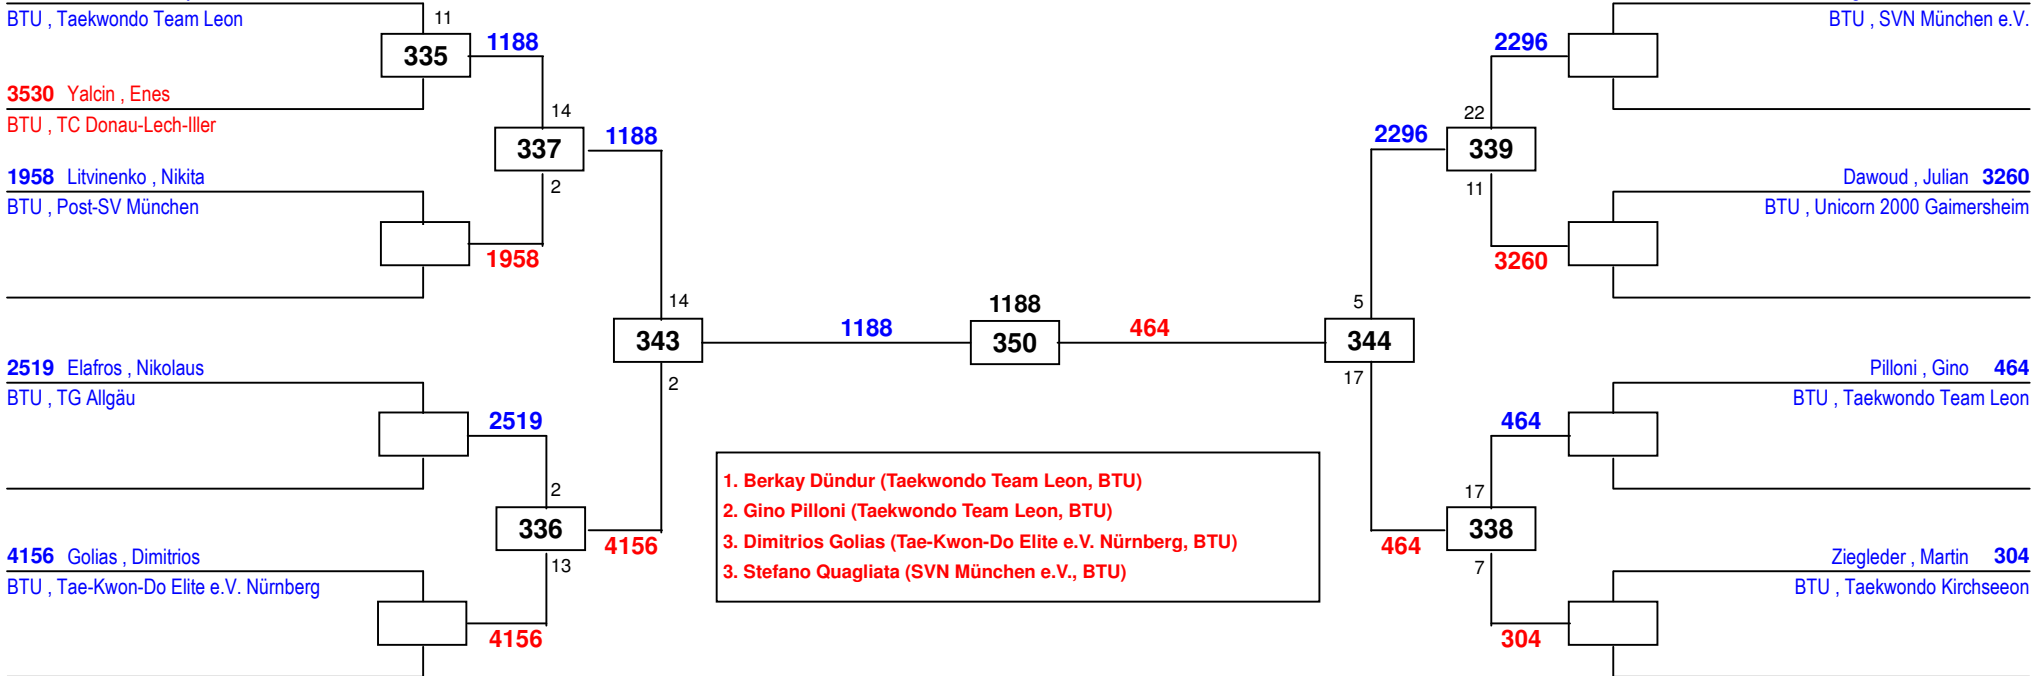 BTU , Taekwondo Team Leon
11
335
1188
3530 Yalcin , Enes
BTU , TC Donau-Lech-Iller
14
337
1188
2
1958 Litvinenko , Nikita
BTU , Post-SV München
1958
14
343
2
2519 Elafros , Nikolaus
BTU , TG Allgäu
2519
2
336
4156
13
4156 Golias , Dimitrios
BTU , Tae-Kwon-Do Elite e.V. Nürnberg
4156
1188
1188
350
464
1. Berkay Dündur (Taekwondo Team Leon, BTU)
2. Gino Pilloni (Taekwondo Team Leon, BTU)
3. Dimitrios Golias (Tae-Kwon-Do Elite e.V. Nürnberg, BTU)
3. Stefano Quagliata (SVN München e.V., BTU)
BTU , SVN München e.V.
2296
22
2296
339
11
Dawoud , Julian 3260
BTU , Unicorn 2000 Gaimersheim
3260
5
344
17
Pilloni , Gino 464
BTU , Taekwondo Team Leon
464
17
338
464
7
Ziegleder , Martin 304
BTU , Taekwondo Kirchseeon
304